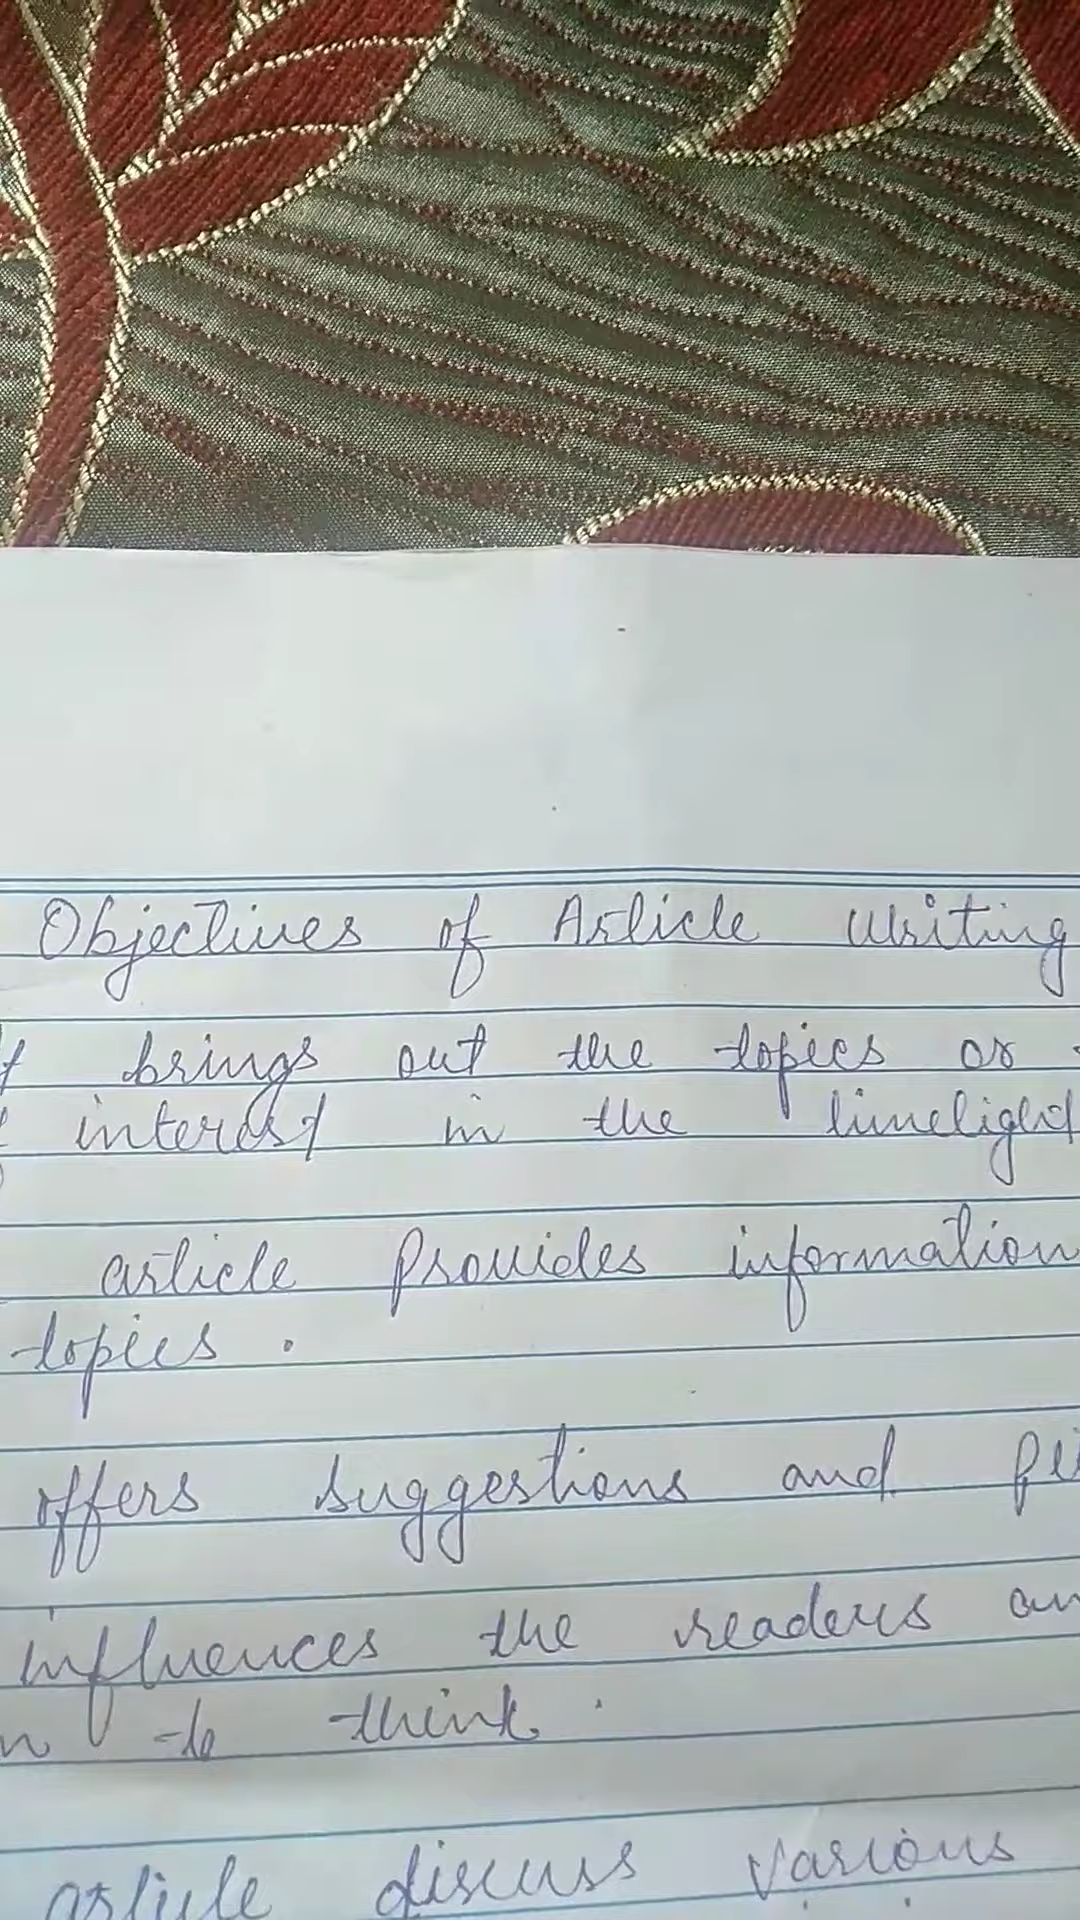 Objectives of Article Writing
brings out the topics or
interest in the limelight
article Provides information
topics .
offers suggestions and
influences the readers
to think .
article discuss various